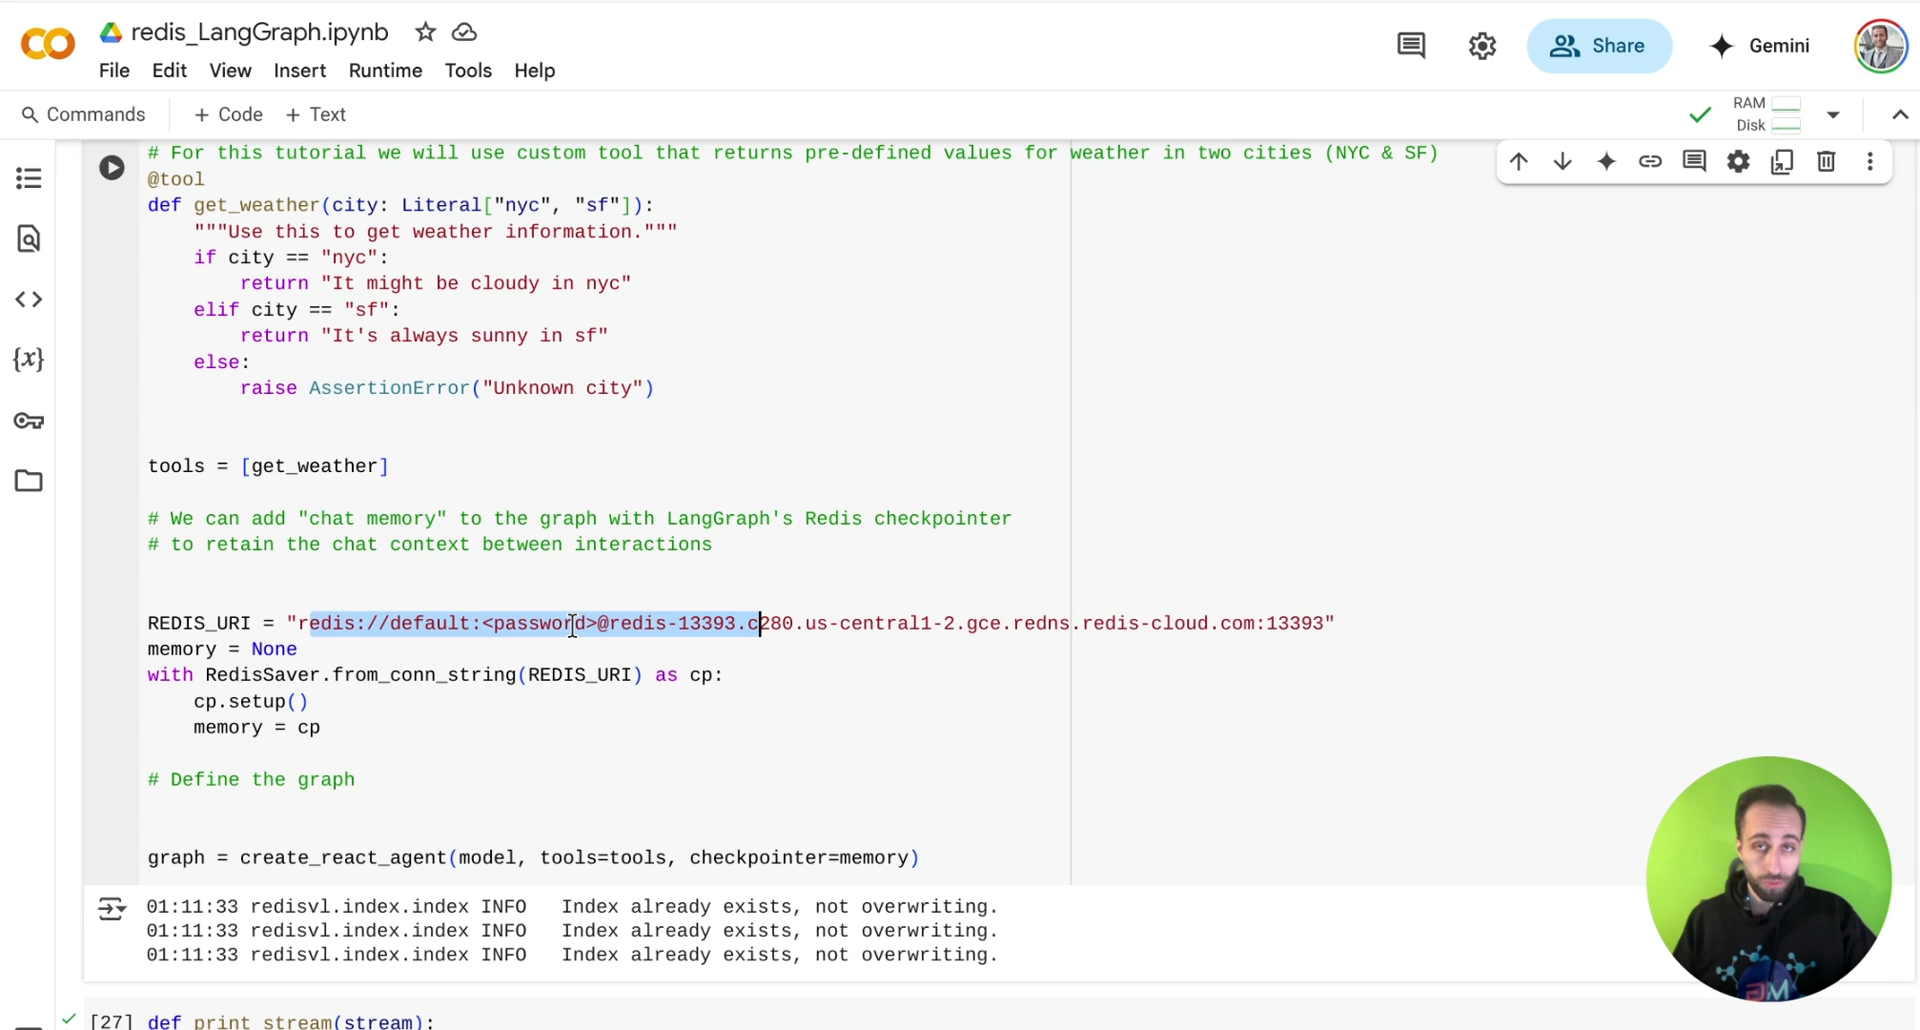 redis_LangGraph.ipynb
File Edit View Insert Runtime Tools Help
Share
Gemini
Commands + Code + Text
RAM
Disk
# For this tutorial we will use custom tool that returns pre-defined values for weather in two cities (NYC & SF)
@tool
def get_weather(city: Literal["nyc", "sf"]):
    """Use this to get weather information."""
    if city == "nyc":
        return "It might be cloudy in nyc"
    elif city == "sf":
        return "It's always sunny in sf"
    else:
        raise AssertionError("Unknown city")
tools = [get_weather]
# We can add "chat memory" to the graph with LangGraph's Redis checkpointer
# to retain the chat context between interactions
REDIS_URI = "redis://default:<password>@redis-13393.c280.us-central1-2.gce.redns.redis-cloud.com:13393"
memory = None
with RedisSaver.from_conn_string(REDIS_URI) as cp:
    cp.setup()
    memory = cp
# Define the graph
graph = create_react_agent(model, tools=tools, checkpointer=memory)
01:11:33 redisvl.index.index INFO   Index already exists, not overwriting.
01:11:33 redisvl.index.index INFO   Index already exists, not overwriting.
01:11:33 redisvl.index.index INFO   Index already exists, not overwriting.
[27] def print_stream(stream):